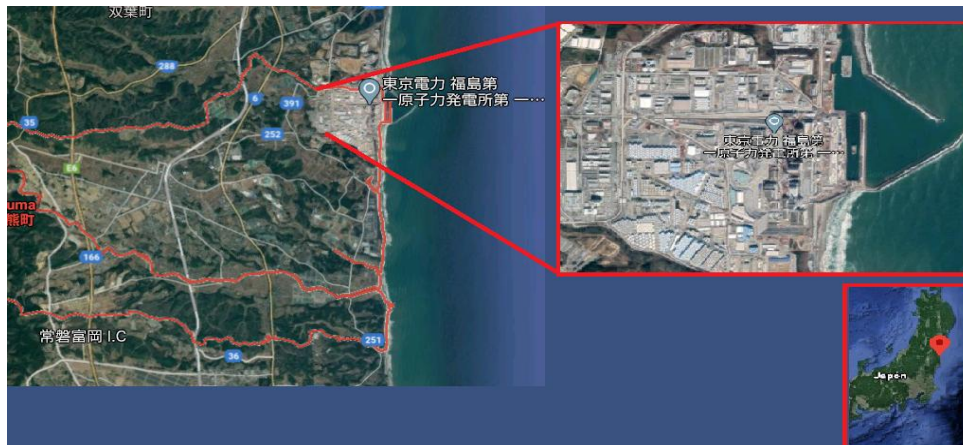 双葉町
288
東京電力 福島第
一原子力発電所第 一…
6
391
35
252
E6
uma
熊町
166
常磐富岡 I.C
251
36
東京電力 福島第
一原子力発電所第 一…
Japón